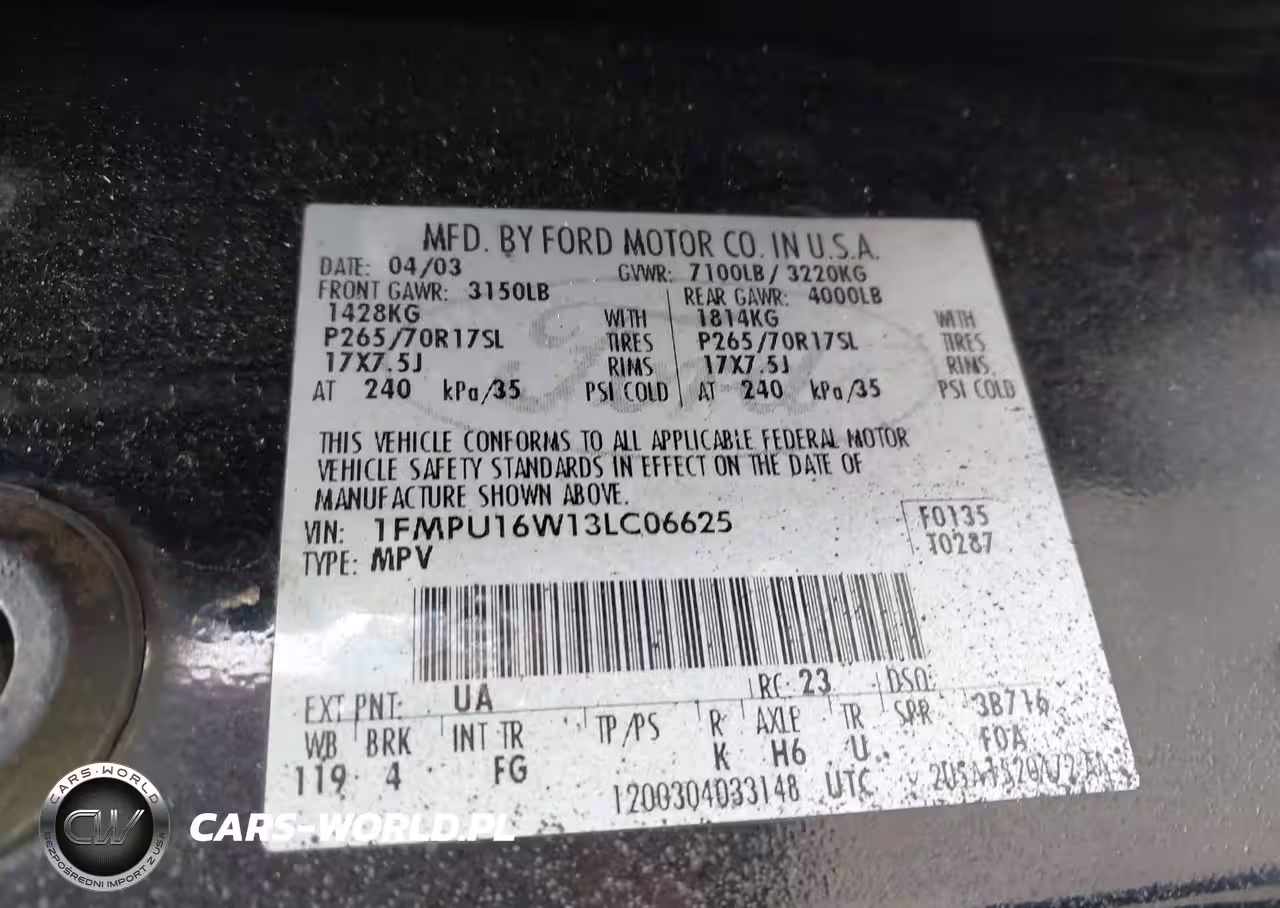 MFD. BY FORD MOTOR CO. IN U.S.A.
DATE: 04/03 GVWR: 7100LB / 3220KG
FRONT GAWR: 3150LB REAR GAWR: 4000LB
1428KG WITH 1814KG WITH
P265/70R17SL TIRES P265/70R17SL TIRES
17X7.5J RIMS 17X7.5J RIMS
AT 240 kPa/35 PSI COLD AT 240 kPa/35 PSI COLD
THIS VEHICLE CONFORMS TO ALL APPLICABLE FEDERAL MOTOR
VEHICLE SAFETY STANDARDS IN EFFECT ON THE DATE OF
MANUFACTURE SHOWN ABOVE.
VIN: 1FMPU16W13LC06625 F0135
TYPE: MPV T0287
EXT PNT: UA RC: 23 DSO:
WB BRK INT TR TP/PS R AXLE TR SPR 3B716
119 4 FG K H6 U F0A
1200304033148 UTC
CARS-WORLD
CW
BEZPOŚREDNI IMPORT Z USA
CARS-WORLD.PL